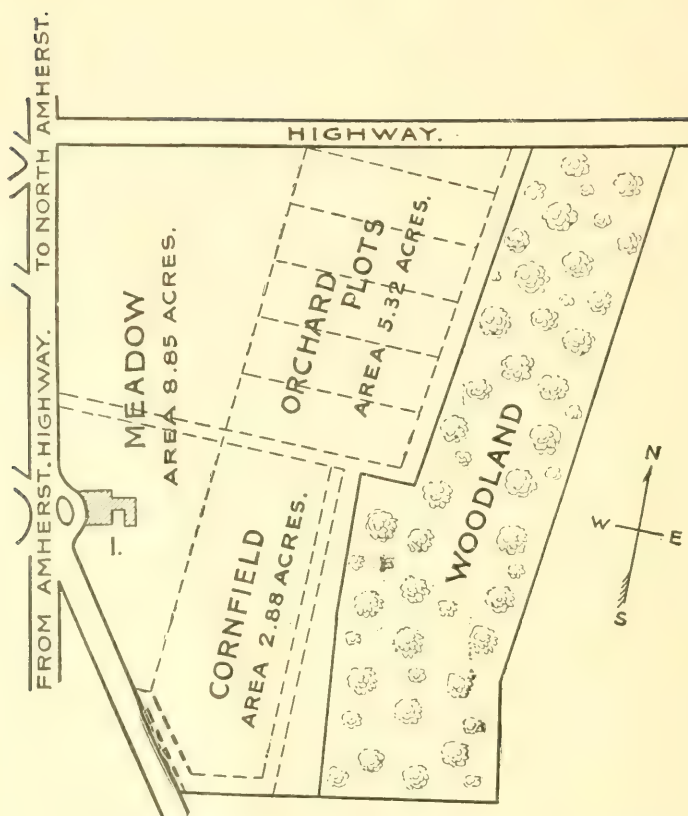 FROM AMHERST. HIGHWAY. TO NORTH AMHERST.
HIGHWAY.
MEADOW
AREA 8.85 ACRES.
ORCHARD
PLOTS
AREA 5.32 ACRES.
I.
CORNFIELD
AREA 2.88 ACRES.
WOODLAND
N
W
E
S